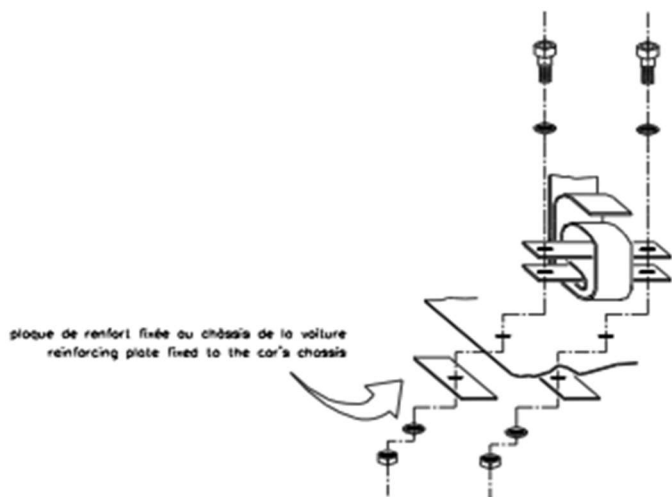 plaque de renfort fixée au châssis de la voiture
reinforcing plate fixed to the car's chassis